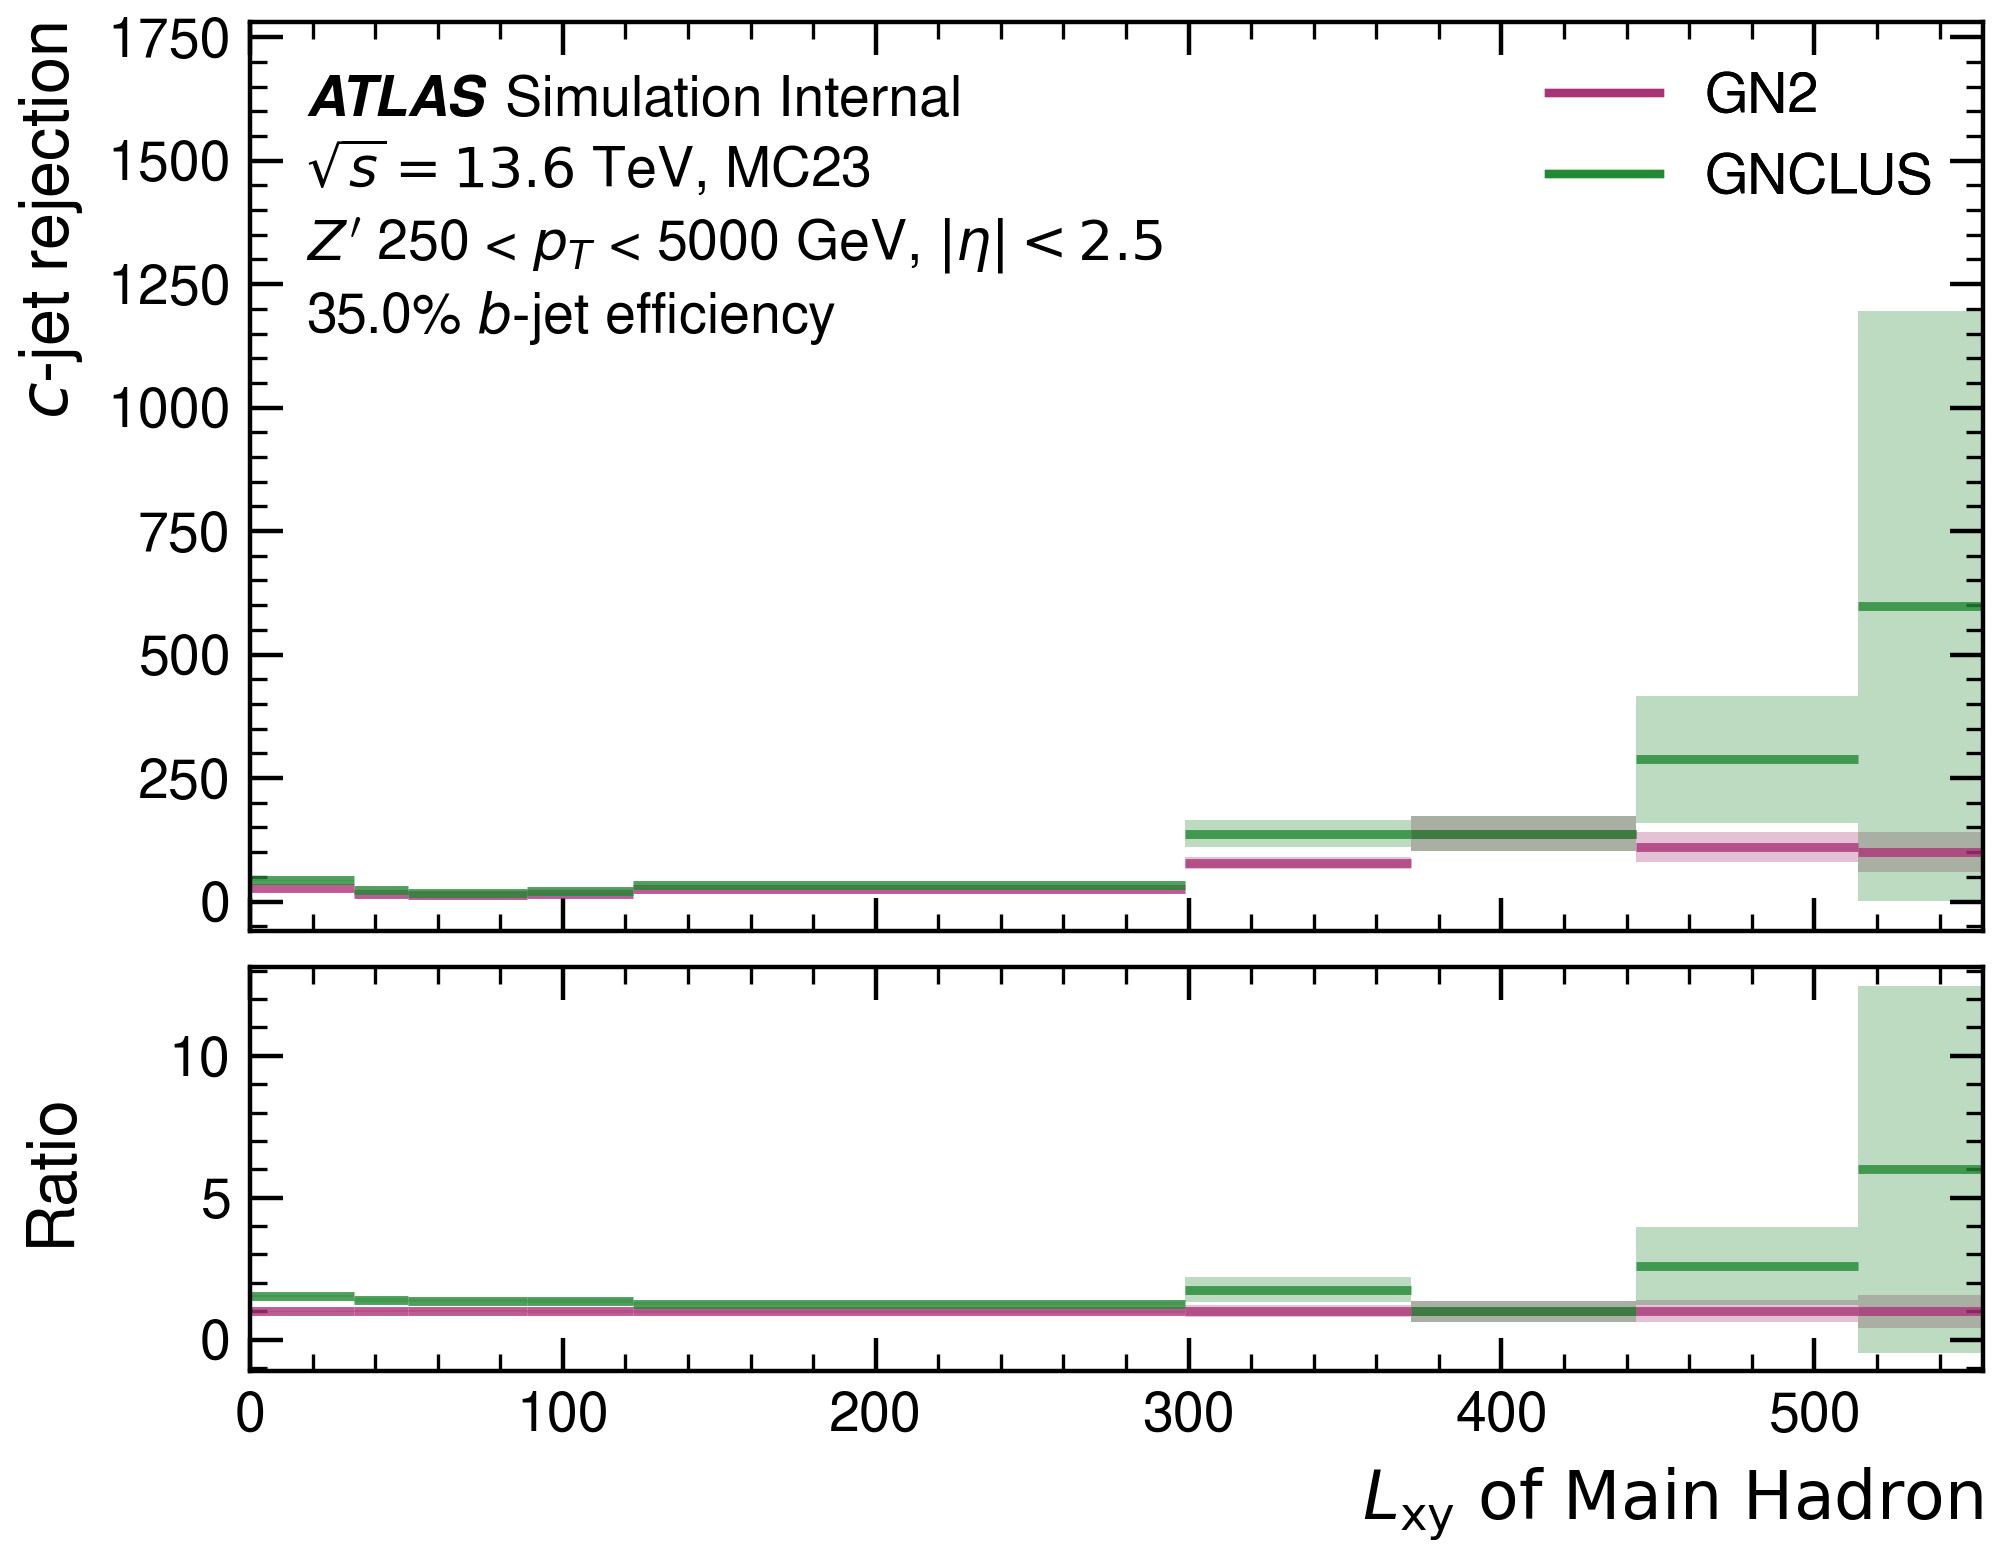 1750
1500
1250
1000
750
500
250
0
c-jet rejection
ATLAS Simulation Internal
√s = 13.6 TeV, MC23
Z′ 250 < p_T < 5000 GeV, |η| < 2.5
35.0% b-jet efficiency
GN2
GNCLUS
10
5
0
Ratio
0 100 200 300 400 500
L_xy of Main Hadron